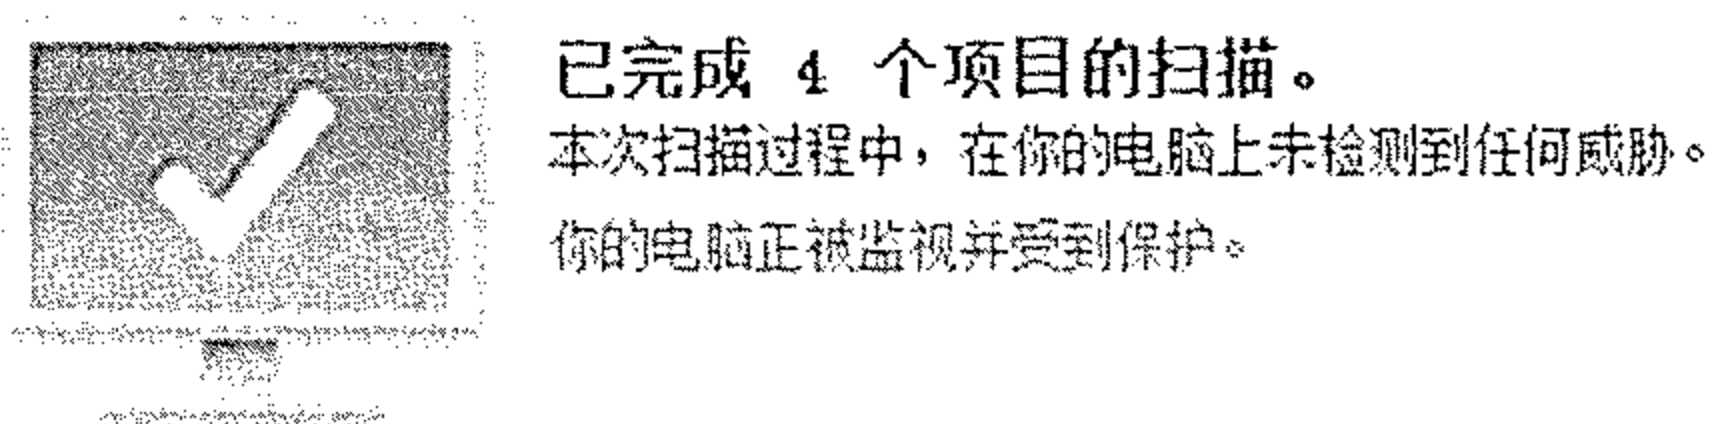 已完成 4 个项目的扫描。
本次扫描过程中，在你的电脑上未检测到任何威胁。
你的电脑正被监视并受到保护。